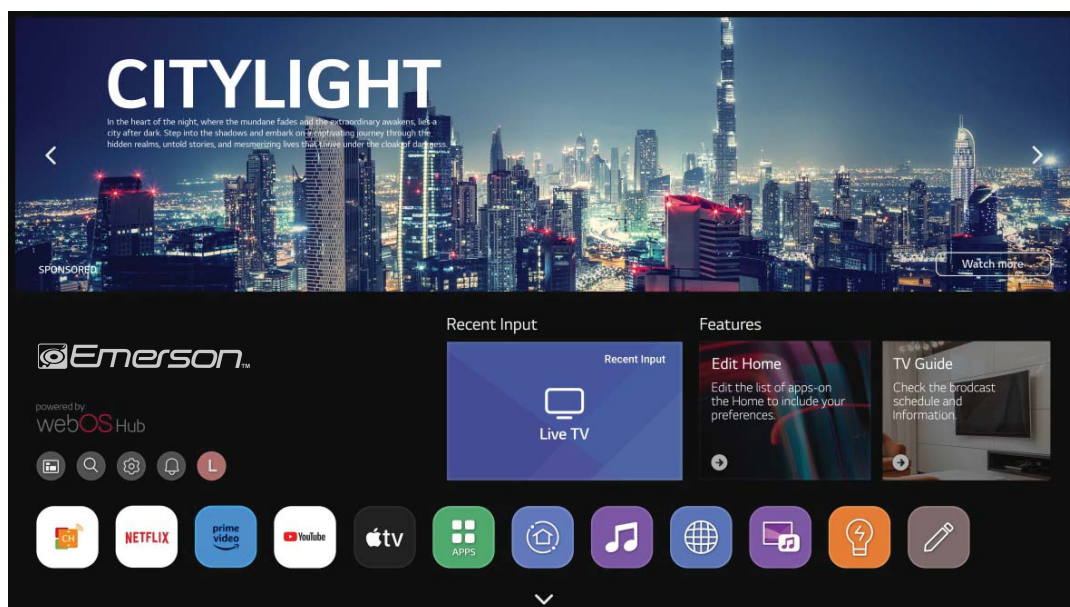 CITYLIGHT
In the heart of the night, where the mundane fades and the extraordinary awakens, lies a
city after dark. Step into the shadows and embark on a captivating journey through the
hidden realms, untold stories, and mesmerizing lives that thrive under the cloak of darkness.
SPONSORED
Watch more
Emerson™
powered by
webOS Hub
L
Recent Input
Recent Input
Live TV
Features
Edit Home
Edit the list of apps-on
the Home to include your
preferences.
TV Guide
Check the brodcast
schedule and
Information.
CH
NETFLIX
prime
video
YouTube
tv
APPS